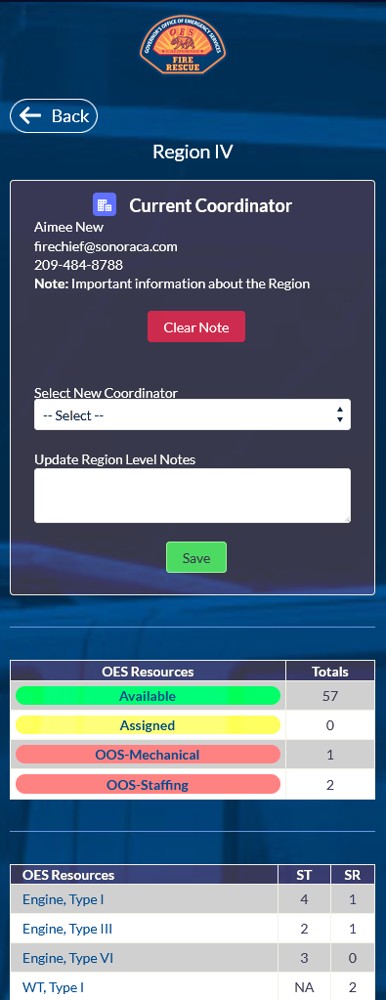 GOVERNOR'S OFFICE OF EMERGENCY SERVICES
OES
FIRE
RESCUE
Back
Region IV
Current Coordinator
Aimee New
firechief@sonoraca.com
209-484-8788
Note: Important information about the Region
Clear Note
Select New Coordinator
-- Select --
Update Region Level Notes
Save
OES Resources Totals
Available 57
Assigned 0
OOS-Mechanical 1
OOS-Staffing 2
OES Resources ST SR
Engine, Type I 4 1
Engine, Type III 2 1
Engine, Type VI 3 0
WT, Type I NA 2